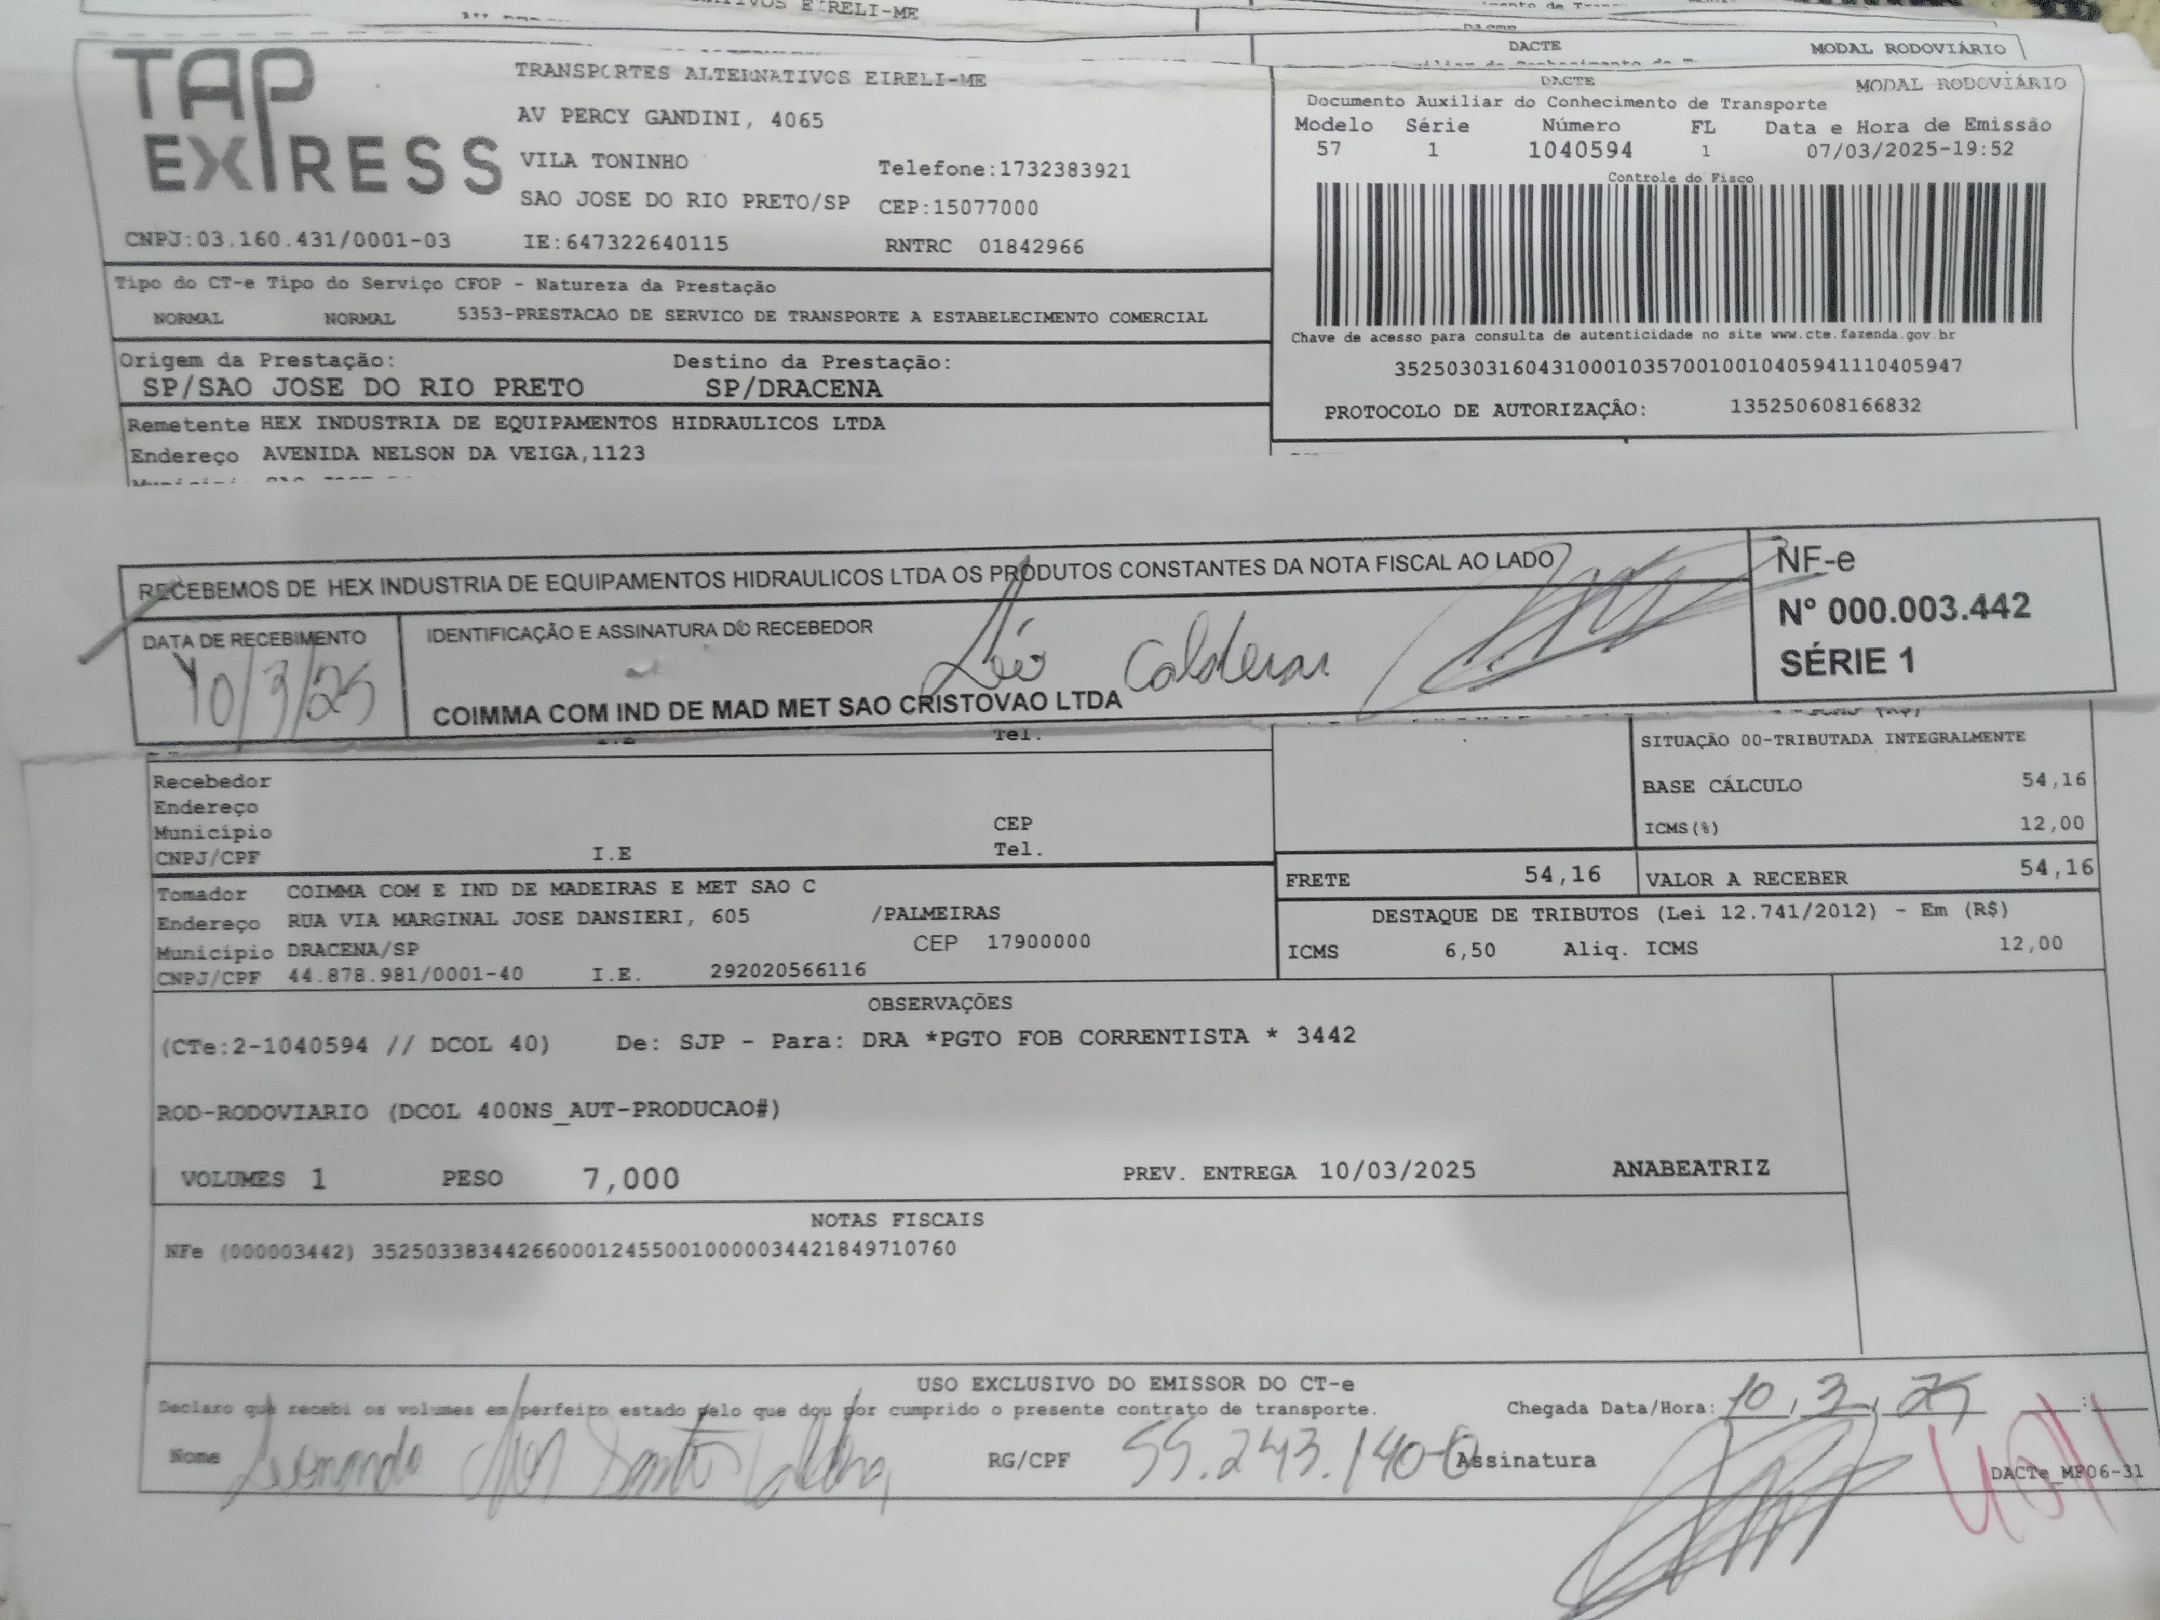 TRANSPORTES ALTERNATIVOS EIRELI-ME
TAP EXPRESS
AV PERCY GANDINI, 4065
VILA TONINHO Telefone:1732383921
SAO JOSE DO RIO PRETO/SP CEP:15077000
CNPJ:03.160.431/0001-03 IE:647322640115 RNTRC 01842966
DACTE MODAL RODOVIÁRIO
DACTE MODAL RODOVIÁRIO
Documento Auxiliar do Conhecimento de Transporte
Modelo Série Número FL Data e Hora de Emissão
57 1 1040594 1 07/03/2025-19:52
Controle do Fisco
Chave de acesso para consulta de autenticidade no site www.cte.fazenda.gov.br
35250303160431000103570010010405941110405947
PROTOCOLO DE AUTORIZAÇÃO: 135250608166832
Tipo do CT-e Tipo do Serviço CFOP - Natureza da Prestação
NORMAL NORMAL 5353-PRESTACAO DE SERVICO DE TRANSPORTE A ESTABELECIMENTO COMERCIAL
Origem da Prestação: Destino da Prestação:
SP/SAO JOSE DO RIO PRETO SP/DRACENA
Remetente HEX INDUSTRIA DE EQUIPAMENTOS HIDRAULICOS LTDA
Endereço AVENIDA NELSON DA VEIGA,1123
RECEBEMOS DE HEX INDUSTRIA DE EQUIPAMENTOS HIDRAULICOS LTDA OS PRODUTOS CONSTANTES DA NOTA FISCAL AO LADO
NF-e
Nº 000.003.442
SÉRIE 1
DATA DE RECEBIMENTO IDENTIFICAÇÃO E ASSINATURA DO RECEBEDOR
10/3/25 Léo Calderan
COIMMA COM IND DE MAD MET SAO CRISTOVAO LTDA
Tel.
Recebedor
Endereço
Município CEP
CNPJ/CPF I.E Tel.
SITUAÇÃO 00-TRIBUTADA INTEGRALMENTE
BASE CÁLCULO 54,16
ICMS(%) 12,00
FRETE 54,16 VALOR A RECEBER 54,16
Tomador COIMMA COM E IND DE MADEIRAS E MET SAO C
Endereço RUA VIA MARGINAL JOSE DANSIERI, 605 /PALMEIRAS
Município DRACENA/SP CEP 17900000
CNPJ/CPF 44.878.981/0001-40 I.E. 292020566116
DESTAQUE DE TRIBUTOS (Lei 12.741/2012) - Em (R$)
ICMS 6,50 Aliq. ICMS 12,00
OBSERVAÇÕES
(CTe:2-1040594 // DCOL 40) De: SJP - Para: DRA *PGTO FOB CORRENTISTA * 3442
ROD-RODOVIARIO (DCOL 400NS_AUT-PRODUCAO#)
VOLUMES 1 PESO 7,000 PREV. ENTREGA 10/03/2025 ANABEATRIZ
NOTAS FISCAIS
NFe (000003442) 35250338344266000124550010000034421849710760
USO EXCLUSIVO DO EMISSOR DO CT-e
Declaro que recebi os volumes em perfeito estado pelo que dou por cumprido o presente contrato de transporte. Chegada Data/Hora: 10, 3, 25 :
Nome Leonardo RG/CPF 55.243.140-0 Assinatura
DACTe_MP06-31